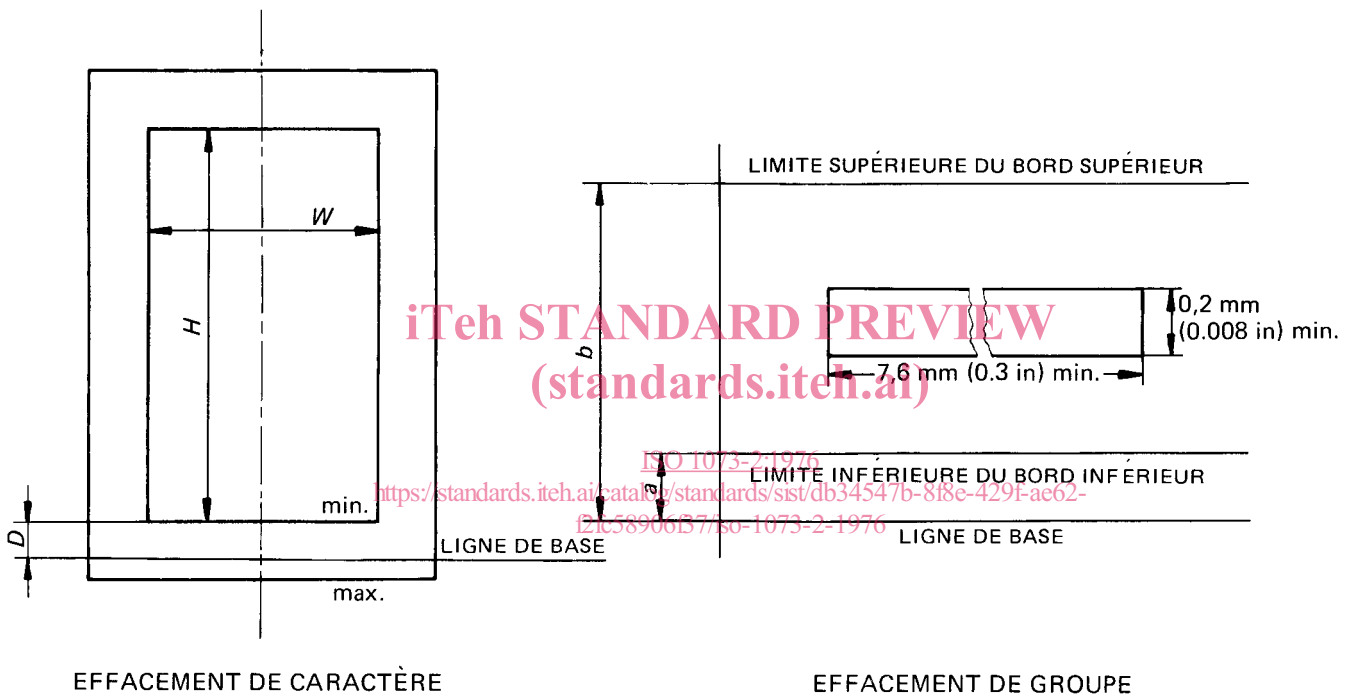 W
H
min.
D
LIGNE DE BASE
max.
EFFACEMENT DE CARACTÈRE
LIMITE SUPÉRIEURE DU BORD SUPÉRIEUR
b
0,2 mm
(0.008 in) min.
7,6 mm (0.3 in) min.
a
LIMITE INFÉRIEURE DU BORD INFÉRIEUR
LIGNE DE BASE
EFFACEMENT DE GROUPE
iTeh STANDARD PREVIEW
(standards.iteh.ai)
ISO 1073-2:1976
https://standards.iteh.ai/catalog/standards/sist/db34547b-8f8e-429f-ae62-
f2fc58906f37/iso-1073-2-1976